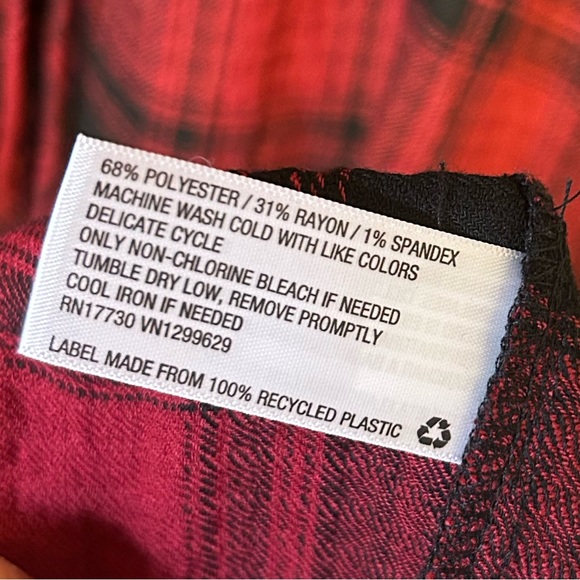 68% POLYESTER / 31% RAYON / 1% SPANDEX
MACHINE WASH COLD WITH LIKE COLORS
DELICATE CYCLE
ONLY NON-CHLORINE BLEACH IF NEEDED
TUMBLE DRY LOW, REMOVE PROMPTLY
COOL IRON IF NEEDED
RN17730 VN1299629
LABEL MADE FROM 100% RECYCLED PLASTIC